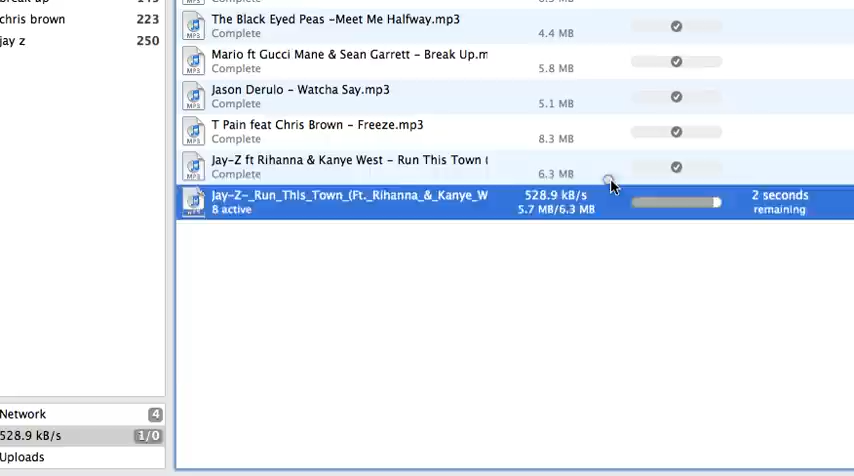 chris brown 223
jay z 250
The Black Eyed Peas -Meet Me Halfway.mp3
Complete
4.4 MB
Mario ft Gucci Mane & Sean Garrett - Break Up.m
Complete
5.8 MB
Jason Derulo - Watcha Say.mp3
Complete
5.1 MB
T Pain feat Chris Brown - Freeze.mp3
Complete
8.3 MB
Jay-Z ft Rihanna & Kanye West - Run This Town (
Complete
6.3 MB
Jay-Z-_Run_This_Town_(Ft._Rihanna_&_Kanye_W
8 active
528.9 kB/s
5.7 MB/6.3 MB
2 seconds
remaining
Network 4
528.9 kB/s 1/0
Uploads